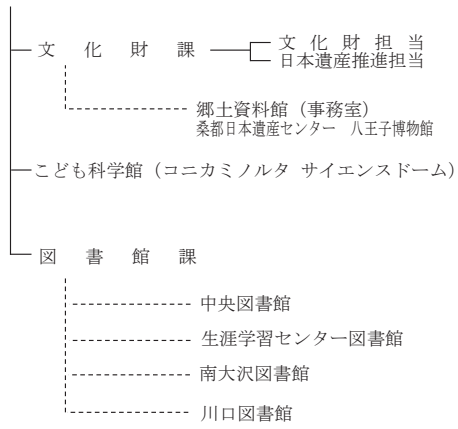 文化財課
文化財担当
日本遺産推進担当
郷土資料館（事務室）
桑都日本遺産センター　八王子博物館
こども科学館（コニカミノルタ サイエンスドーム）
図書館課
中央図書館
生涯学習センター図書館
南大沢図書館
川口図書館